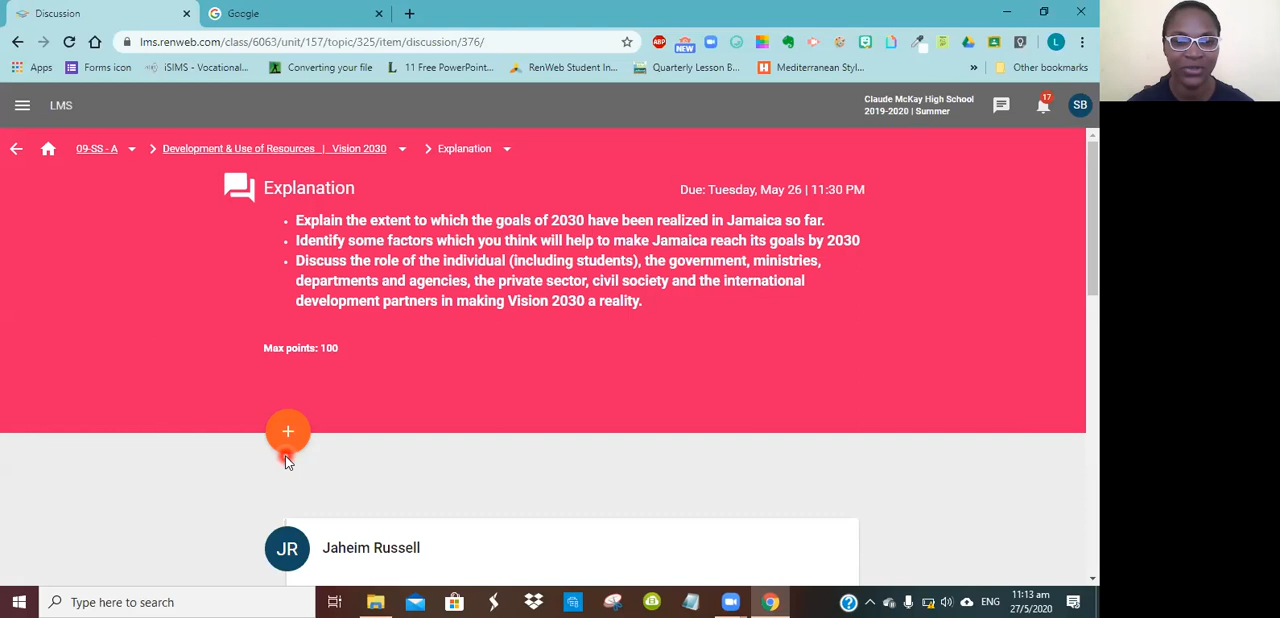 Discussion
Google
lms.renweb.com/class/6063/unit/157/topic/325/item/discussion/376/
ABP
NEW
L
Apps
Forms icon
iSIMS - Vocational...
Converting your file
L 11 Free PowerPoint...
RenWeb Student In...
Quarterly Lesson B...
Mediterranean Styl...
»
Other bookmarks
LMS
Claude McKay High School
2019-2020 | Summer
17
SB
09-SS - A
Development & Use of Resources | Vision 2030
Explanation
Explanation
Due: Tuesday, May 26 | 11:30 PM
• Explain the extent to which the goals of 2030 have been realized in Jamaica so far.
• Identify some factors which you think will help to make Jamaica reach its goals by 2030
• Discuss the role of the individual (including students), the government, ministries,
departments and agencies, the private sector, civil society and the international
development partners in making Vision 2030 a reality.
Max points: 100
+
JR
Jaheim Russell
Type here to search
ENG
11:13 am
27/5/2020